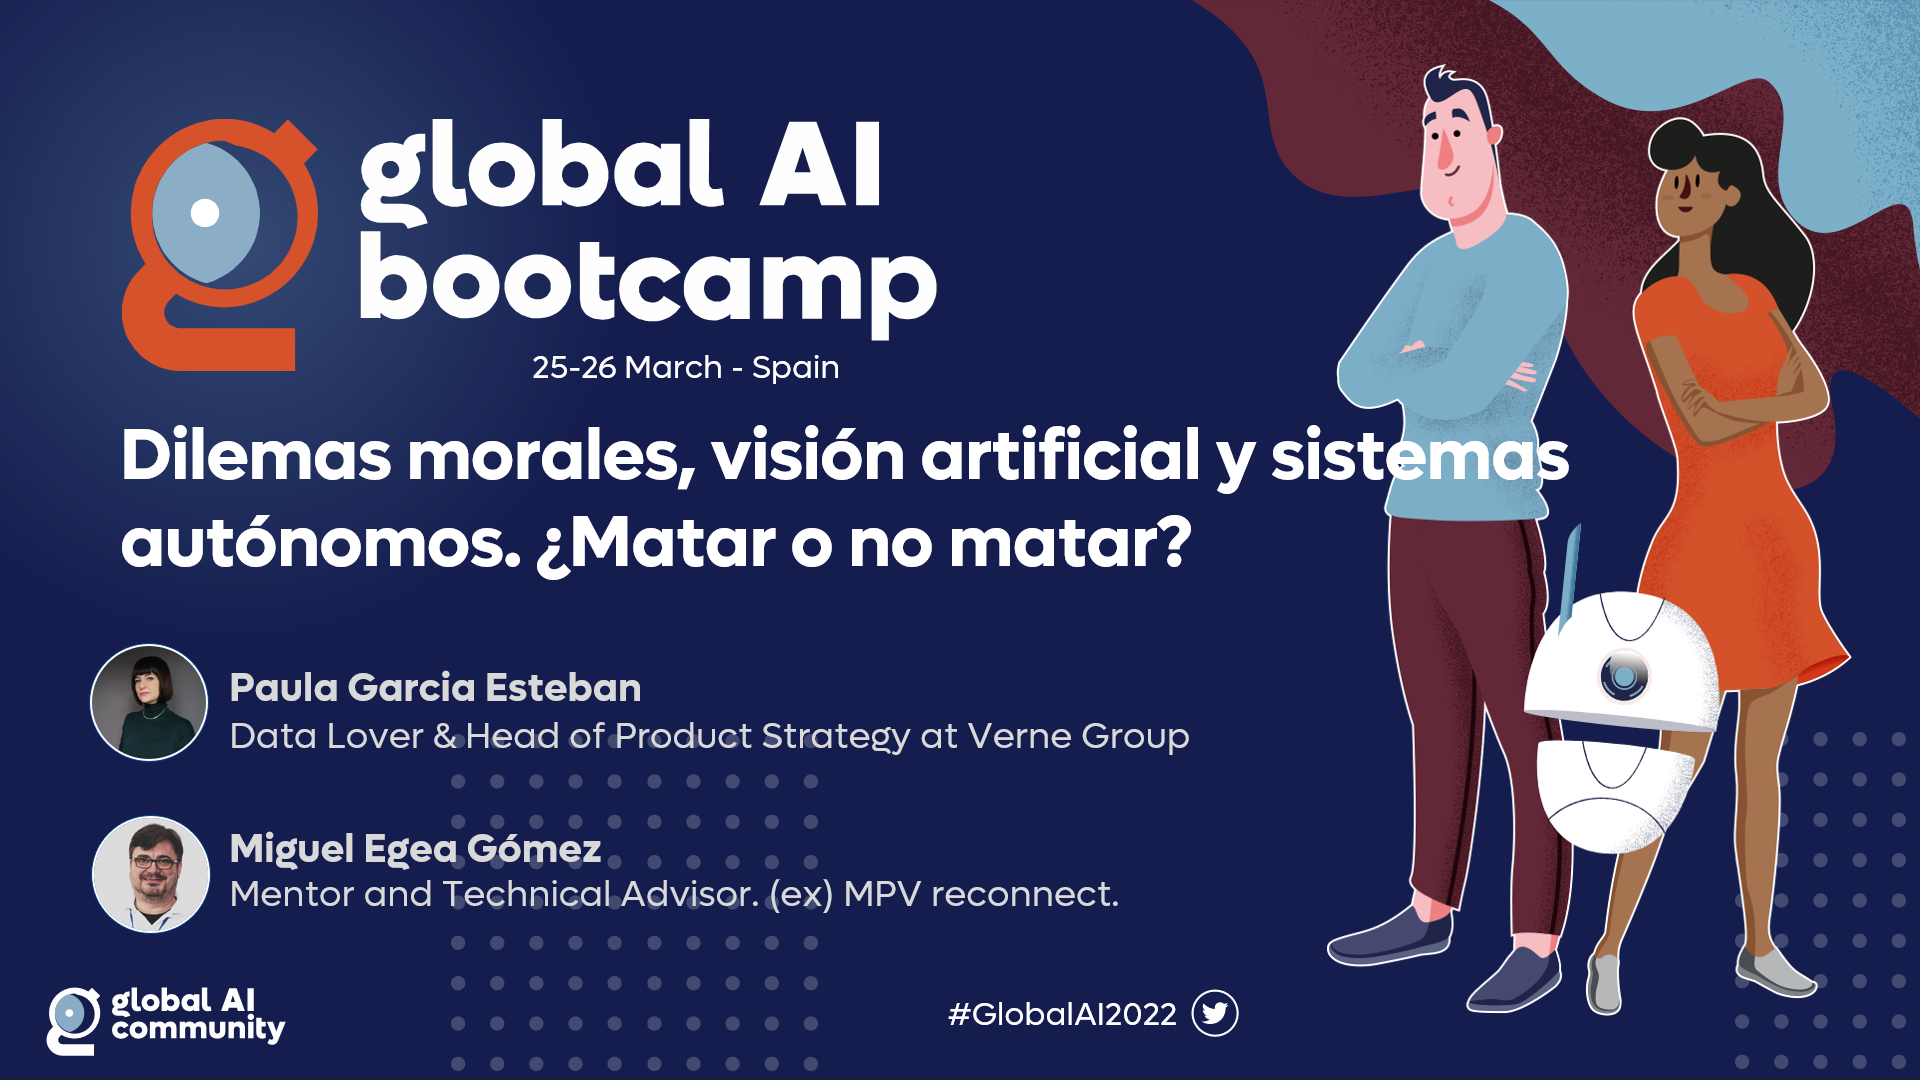 global AI
bootcamp
25-26 March - Spain
Dilemas morales, visión artificial y sistemas
autónomos. ¿Matar o no matar?
Paula Garcia Esteban
Data Lover & Head of Product Strategy at Verne Group
Miguel Egea Gómez
Mentor and Technical Advisor. (ex) MPV reconnect.
global AI
community
#GlobalAI2022